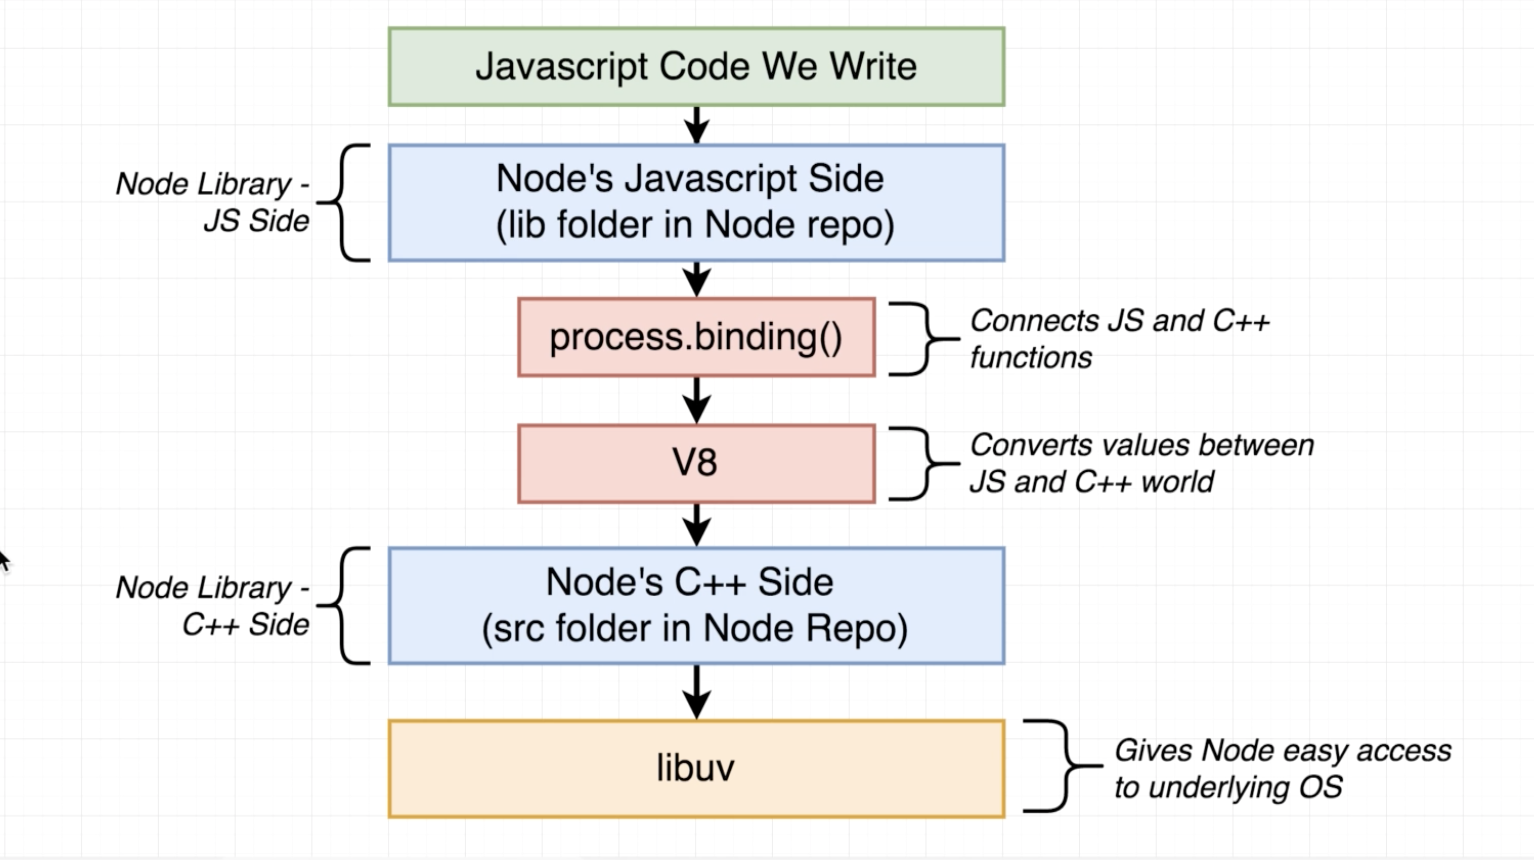 Javascript Code We Write
Node Library -
JS Side
Node's Javascript Side
(lib folder in Node repo)
process.binding()
Connects JS and C++
functions
V8
Converts values between
JS and C++ world
Node Library -
C++ Side
Node's C++ Side
(src folder in Node Repo)
libuv
Gives Node easy access
to underlying OS